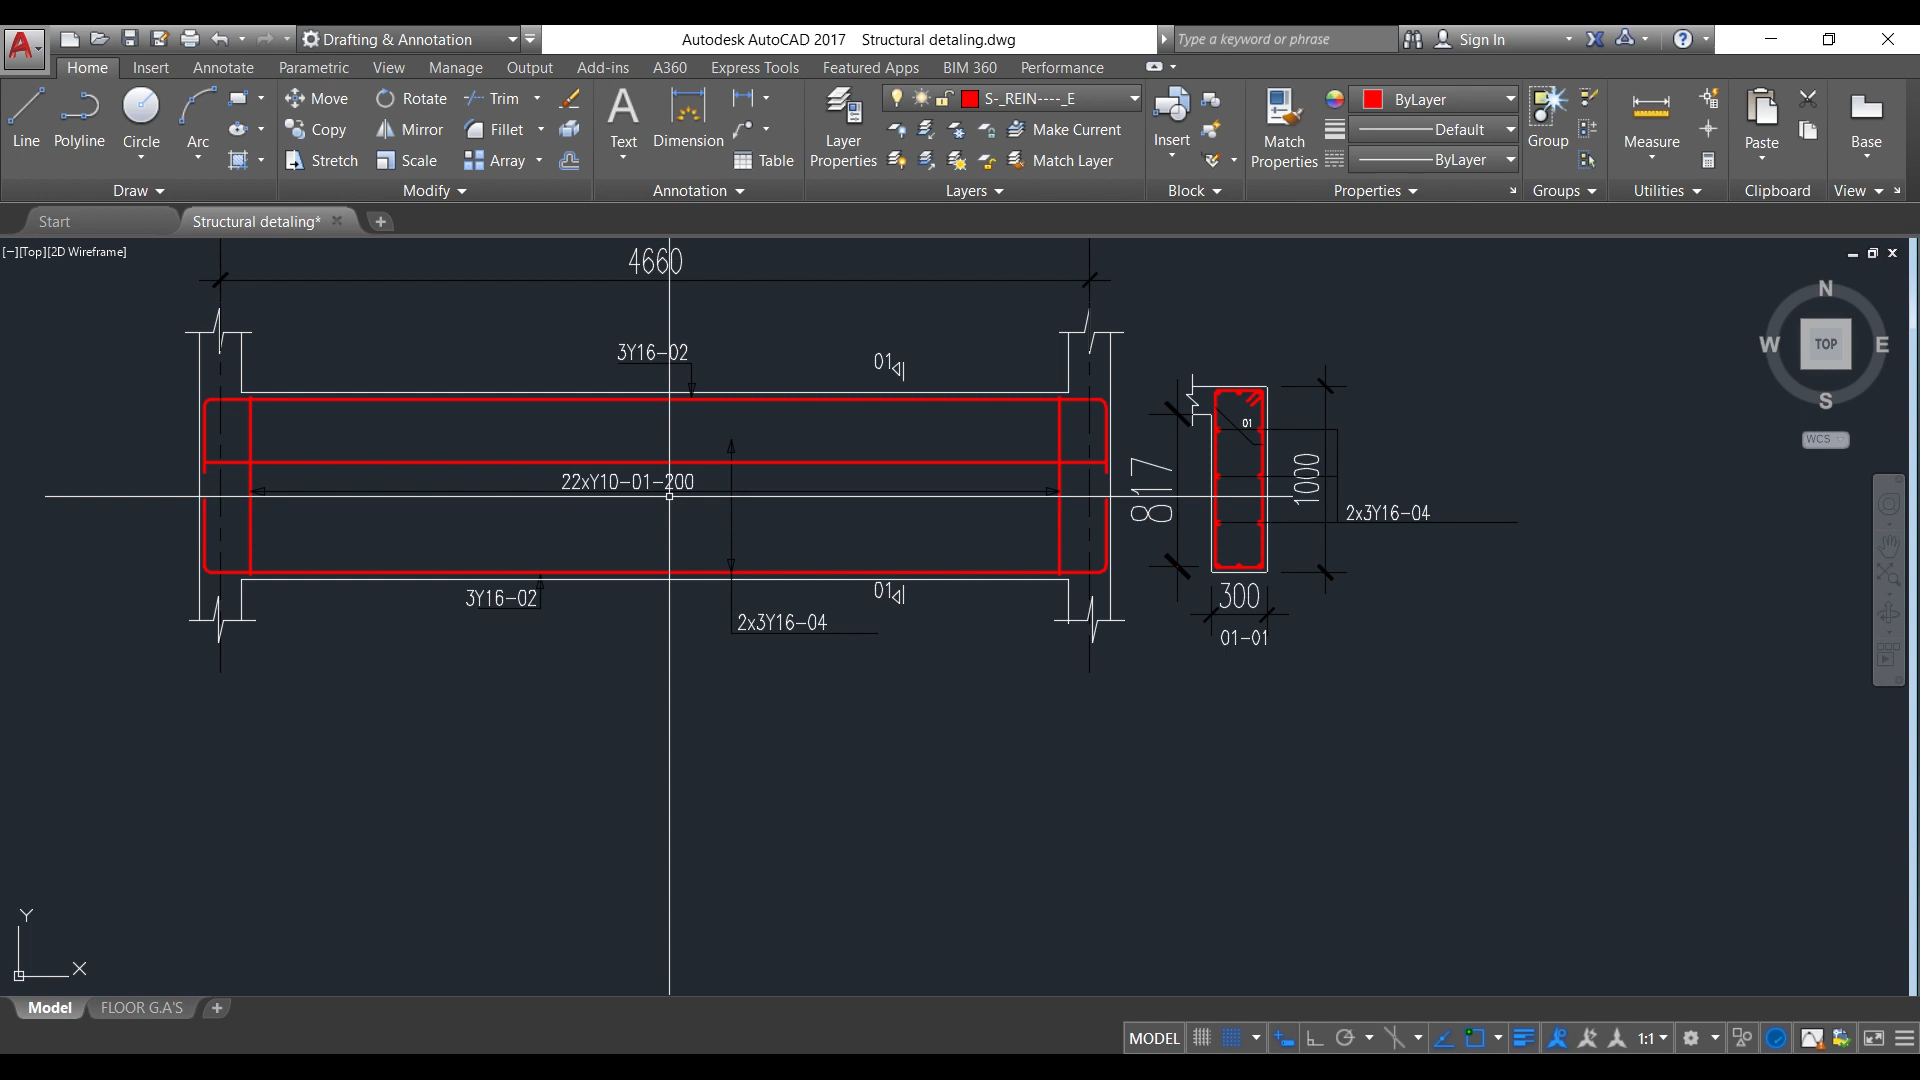 Drafting & Annotation
Autodesk AutoCAD 2017 Structural detaling.dwg
Type a keyword or phrase
Sign In
Home Insert Annotate Parametric View Manage Output Add-ins A360 Express Tools Featured Apps BIM 360 Performance
Line Polyline Circle Arc
Move Rotate Trim
Copy Mirror Fillet
Stretch Scale Array
Text Dimension Table
Layer Properties
S-_REIN----_E
Make Current
Match Layer
Insert
Match Properties
ByLayer
Default
ByLayer
Group
Measure
Paste
Base
Draw Modify Annotation Layers Block Properties Groups Utilities Clipboard View
Start Structural detaling*
[−][Top][2D Wireframe]
4660
3Y16-02
01
22xY10-01-200
3Y16-02
01
2x3Y16-04
01
817
1000
2x3Y16-04
300
01-01
N
W TOP E
S
WCS
Y
X
Model FLOOR G.A'S
MODEL 1:1